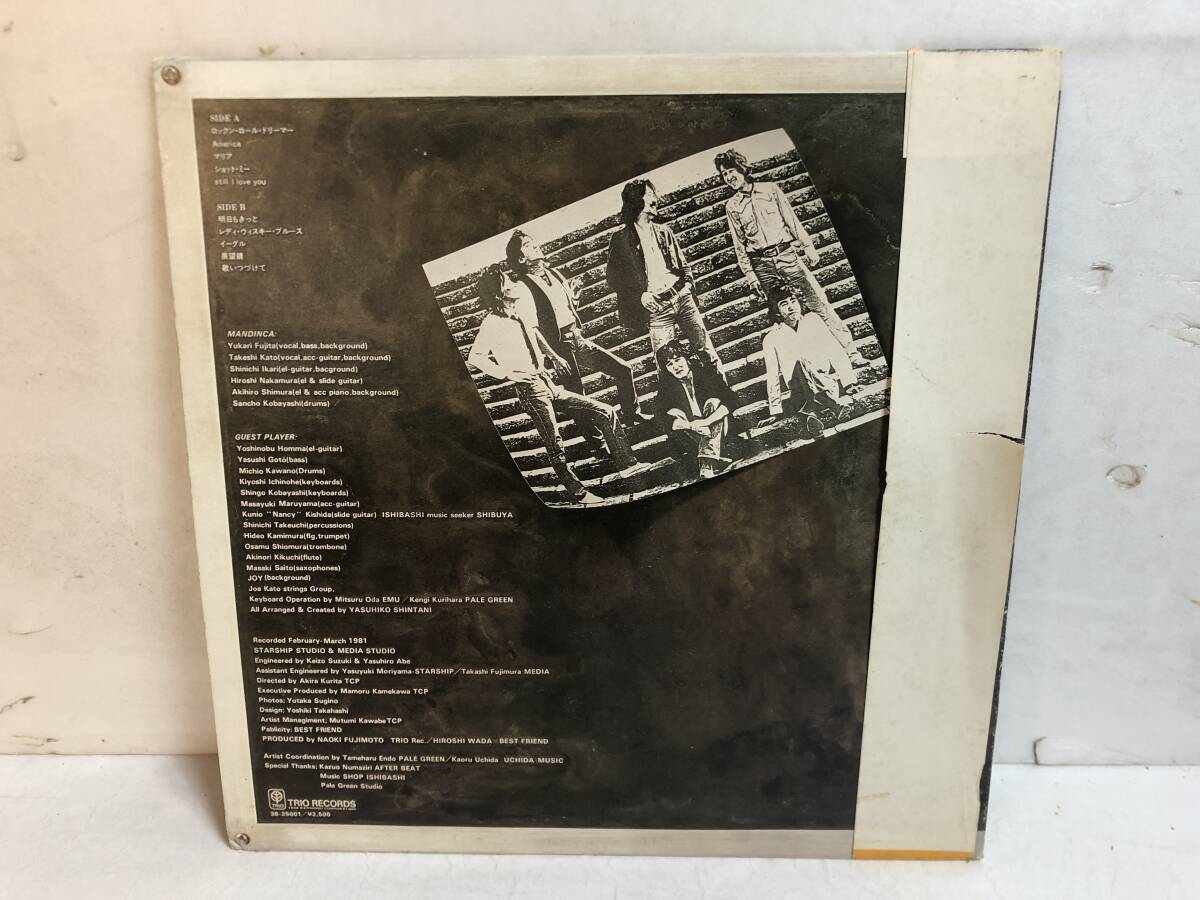 SIDE A
ロックン・ロール・ドリーマー
America
マリア
ショット・ミー
still I love you
SIDE B
明日もきっと
レディ・ウィスキー・ブルース
イーグル
展望鏡
歌いつづけて
MANDINCA:
Yukari Fujita(vocal,bass,background)
Takeshi Kato(vocal,acc-guitar,background)
Shinichi Ikari(el-guitar,bacground)
Hiroshi Nakamura(el & slide guitar)
Akihiro Shimura(el & acc piano,background)
Sancho Kobayashi(drums)
GUEST PLAYER:
Yoshinobu Homma(el-guitar)
Yasushi Gotō(bass)
Michio Kawano(Drums)
Kiyoshi Ichinohe(keyboards)
Shingo Kobayashi(keyboards)
Masayuki Maruyama(acc-guitar)
Kunio "Nancy" Kishida(slide guitar) ISHIBASHI music seeker SHIBUYA
Shinichi Takeuchi(percussions)
Hideo Kamimura(flg,trumpet)
Osamu Shiomura(trombone)
Akinori Kikuchi(flute)
Masaki Saito(saxophones)
JOY(background)
Joe Kato strings Group,
Keyboard Operation by Mitsuru Oda EMU／Kengi Kurihara PALE GREEN
All Arranged & Created by YASUHIKO SHINTANI
Recorded February-March 1981
STARSHIP STUDIO & MEDIA STUDIO
Engineered by Keizo Suzuki & Yasuhiro Abe
Assistant Engineered by Yasuyuki Moriyama-STARSHIP／Takashi Fujimura MEDIA
Directed by Akira Kurita TCP
Executive Produced by Mamoru Kamekawa TCP
Photos; Yutaka Sugino
Design; Yoshiki Takahashi
Artist Managiment; Mutumi Kawabe TCP
Pablicity: BEST FRIEND
PRODUCED by NAOKI FUJIMOTO TRIO Rec.／HIROSHI WADA BEST FRIEND
Artist Coordination by Tameharu Endo PALE GREEN／Kaoru Uchida UCHIDA MUSIC
Special Thanks; Kazuo Numaziri AFTER BEAT
Music SHOP ISHIBASHI
Pale Green Studio
TRIO
TRIO RECORDS
3B-25001／¥2,500